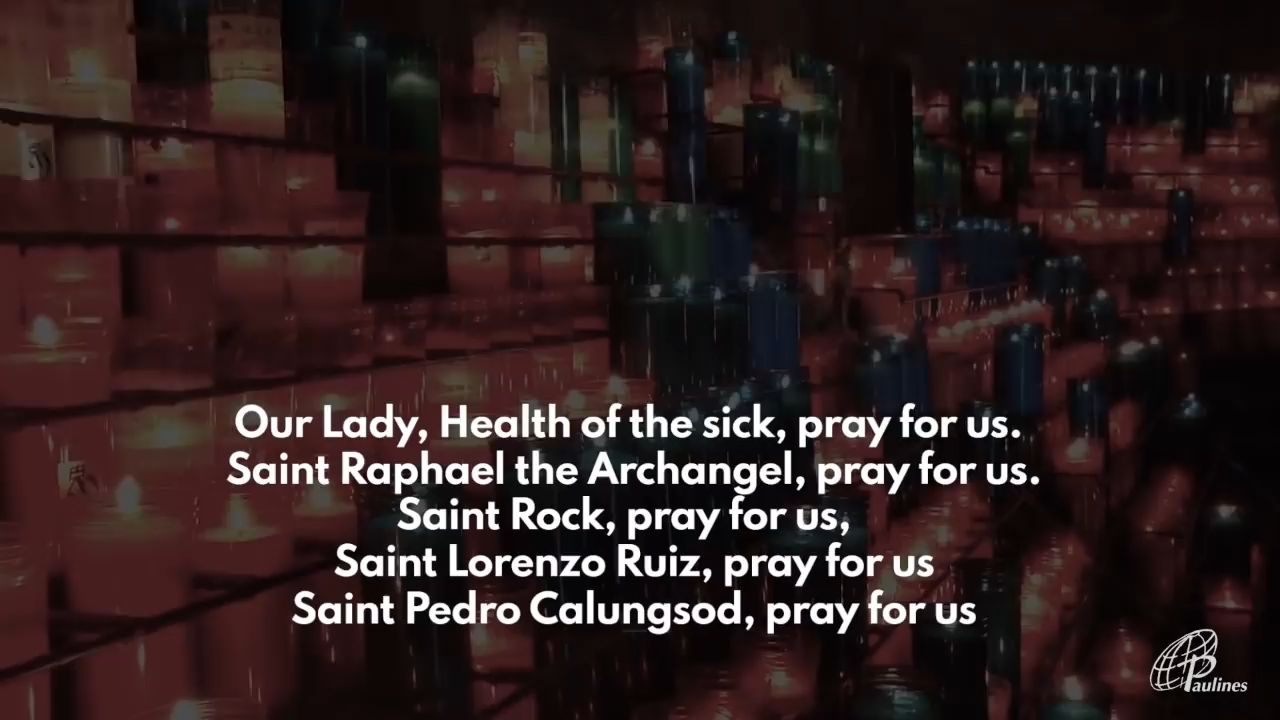 Our Lady, Health of the sick, pray for us.
Saint Raphael the Archangel, pray for us.
Saint Rock, pray for us,
Saint Lorenzo Ruiz, pray for us
Saint Pedro Calungsod, pray for us
Paulines